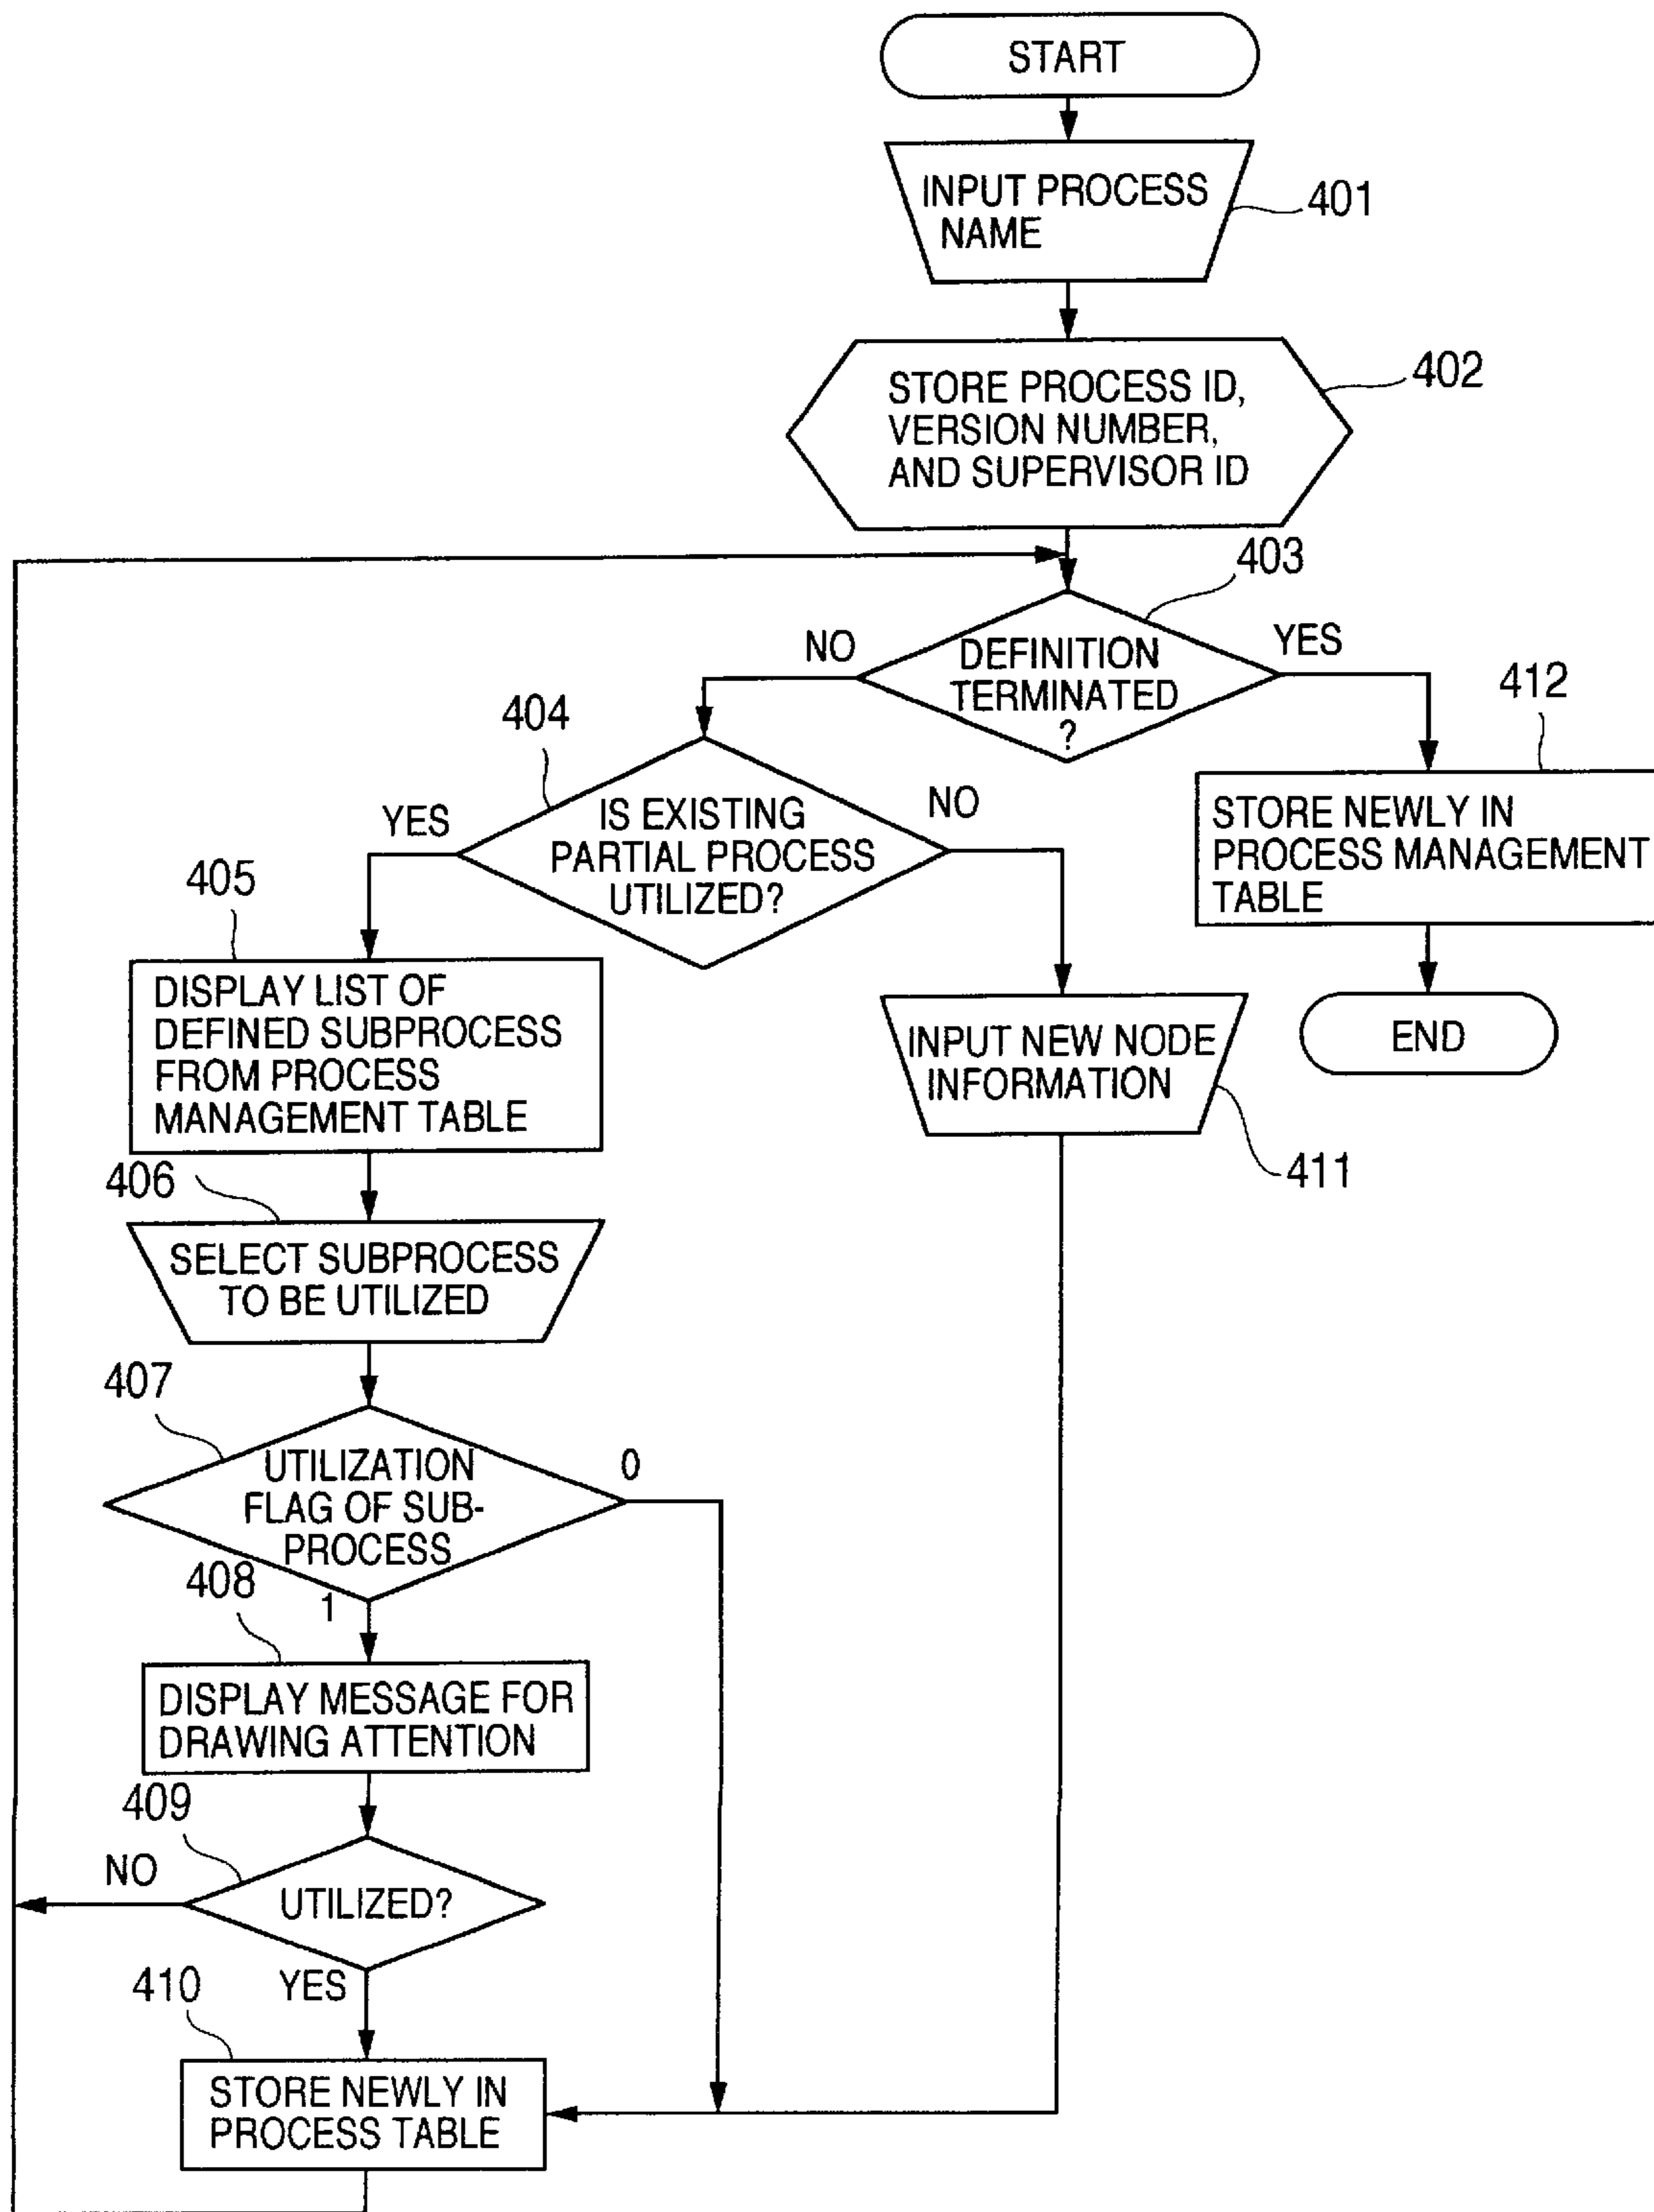 START
INPUT PROCESS
NAME
401
STORE PROCESS ID,
VERSION NUMBER,
AND SUPERVISOR ID
402
403
NO
DEFINITION
TERMINATED
?
YES
412
STORE NEWLY IN
PROCESS MANAGEMENT
TABLE
END
404
YES
IS EXISTING
PARTIAL PROCESS
UTILIZED?
NO
405
DISPLAY LIST OF
DEFINED SUBPROCESS
FROM PROCESS
MANAGEMENT TABLE
INPUT NEW NODE
INFORMATION
411
406
SELECT SUBPROCESS
TO BE UTILIZED
407
UTILIZATION
FLAG OF SUB-
PROCESS
0
1
408
DISPLAY MESSAGE FOR
DRAWING ATTENTION
409
NO
UTILIZED?
YES
410
STORE NEWLY IN
PROCESS TABLE